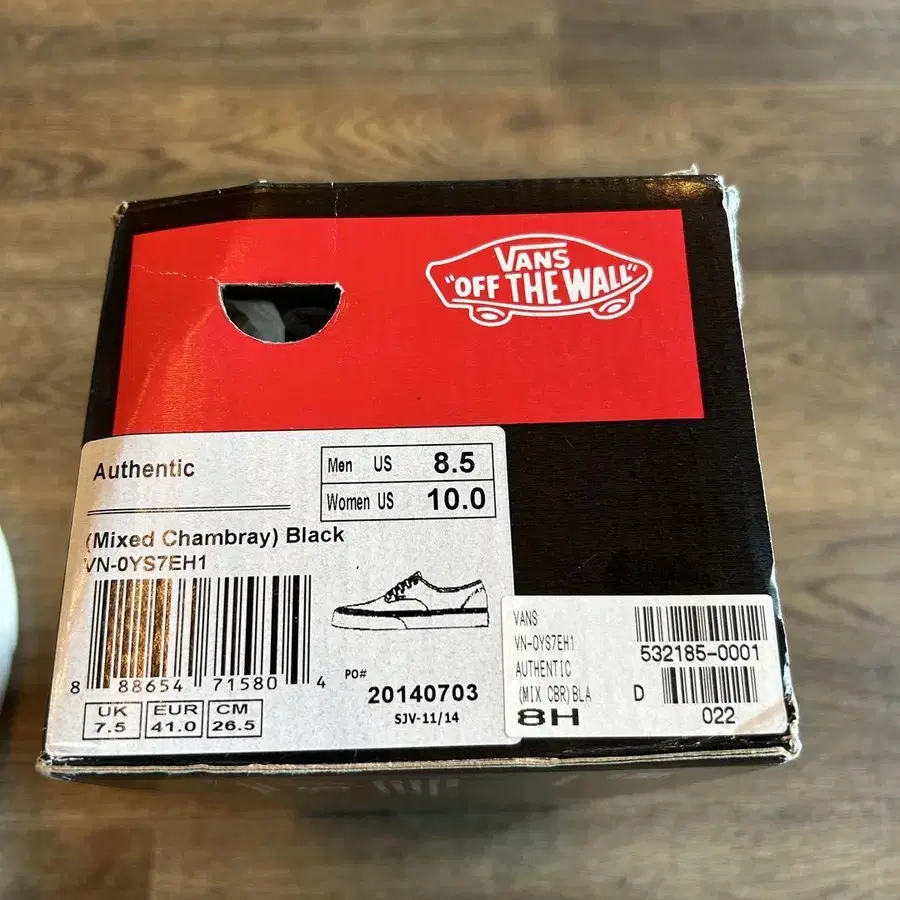 VANS
"OFF THE WALL"
Authentic
Men US 8.5
Women US 10.0
(Mixed Chambray) Black
VN-0YS7EH1
8 88654 71580 4
PO#
20140703
SJV-11/14
UK EUR CM
7.5 41.0 26.5
VANS
VN-0YS7EH1
532185-0001
AUTHENTIC
(MIX CBR)BLA D
8H 022